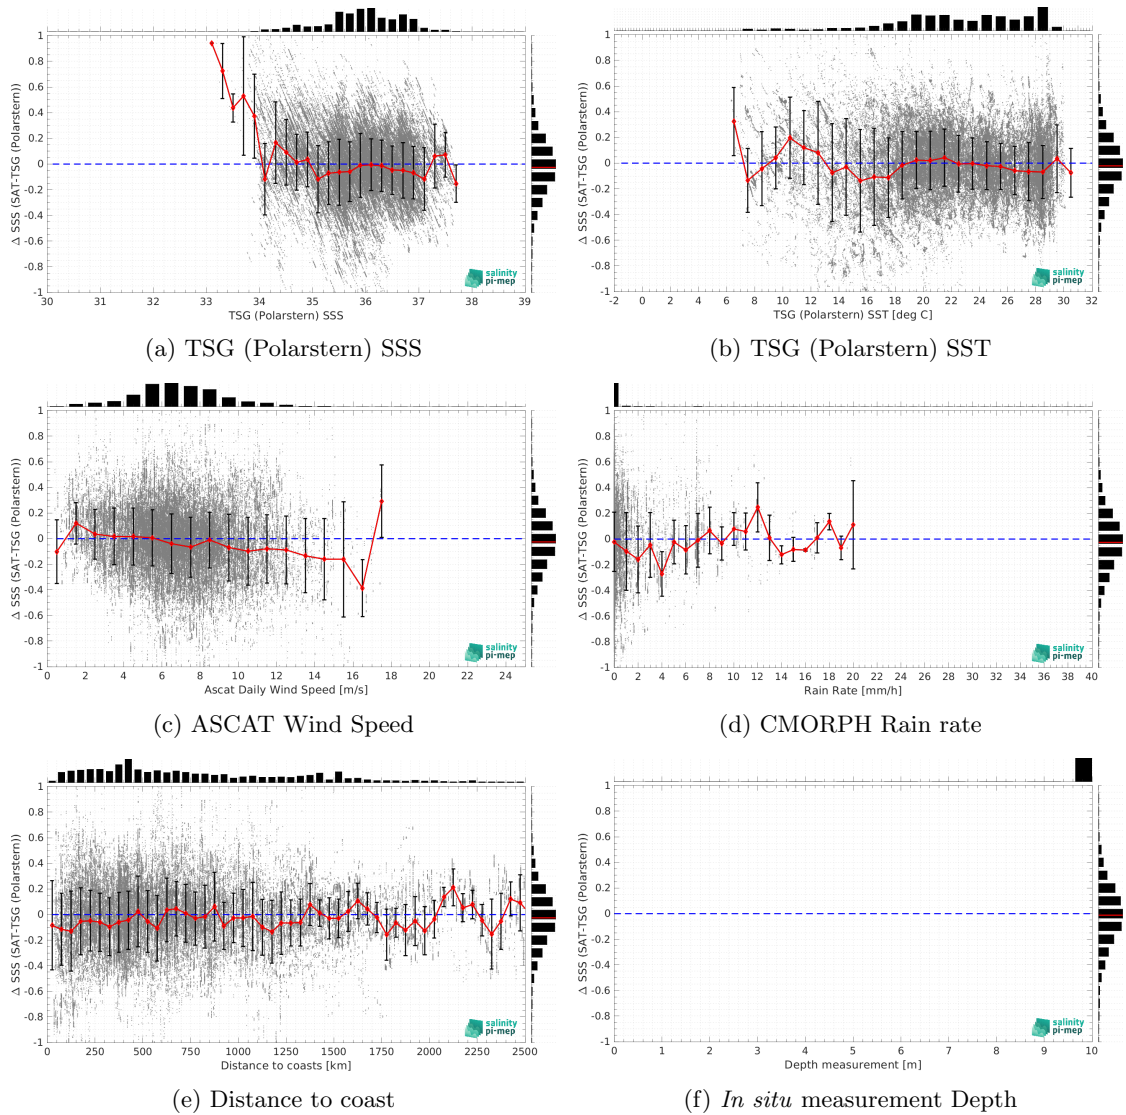 1
0.8
0.6
0.4
0.2
0
-0.2
-0.4
-0.6
-0.8
-1
Δ SSS (SAT-TSG (Polarstern))
30 31 32 33 34 35 36 37 38 39
TSG (Polarstern) SSS
salinity
pi-mep
(a) TSG (Polarstern) SSS
1
0.8
0.6
0.4
0.2
0
-0.2
-0.4
-0.6
-0.8
-1
Δ SSS (SAT-TSG (Polarstern))
-2 0 2 4 6 8 10 12 14 16 18 20 22 24 26 28 30 32
TSG (Polarstern) SST [deg C]
salinity
pi-mep
(b) TSG (Polarstern) SST
1
0.8
0.6
0.4
0.2
0
-0.2
-0.4
-0.6
-0.8
-1
Δ SSS (SAT-TSG (Polarstern))
0 2 4 6 8 10 12 14 16 18 20 22 24
Ascat Daily Wind Speed [m/s]
salinity
pi-mep
(c) ASCAT Wind Speed
1
0.8
0.6
0.4
0.2
0
-0.2
-0.4
-0.6
-0.8
-1
Δ SSS (SAT-TSG (Polarstern))
0 2 4 6 8 10 12 14 16 18 20 22 24 26 28 30 32 34 36 38 40
Rain Rate [mm/h]
salinity
pi-mep
(d) CMORPH Rain rate
1
0.8
0.6
0.4
0.2
0
-0.2
-0.4
-0.6
-0.8
-1
Δ SSS (SAT-TSG (Polarstern))
0 250 500 750 1000 1250 1500 1750 2000 2250 2500
Distance to coasts [km]
salinity
pi-mep
(e) Distance to coast
1
0.8
0.6
0.4
0.2
0
-0.2
-0.4
-0.6
-0.8
-1
Δ SSS (SAT-TSG (Polarstern))
0 1 2 3 4 5 6 7 8 9 10
Depth measurement [m]
salinity
pi-mep
(f) In situ measurement Depth